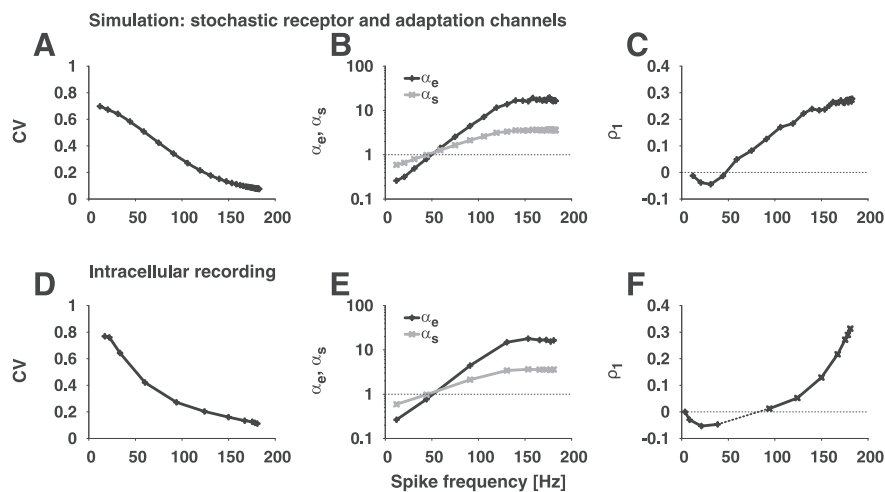 Simulation: stochastic receptor and adaptation channels
A
B
C
CV
1
0.8
0.6
0.4
0.2
0
0 50 100 150 200
αe, αs
100
10
1
0.1
αe
αs
0 50 100 150 200
ρ1
0.4
0.3
0.2
0.1
0
-0.1
0 50 100 150 200
Intracellular recording
D
E
F
CV
1
0.8
0.6
0.4
0.2
0
0 50 100 150 200
αe, αs
100
10
1
0.1
αe
αs
0 50 100 150 200
ρ1
0.4
0.3
0.2
0.1
0
-0.1
0 50 100 150 200
Spike frequency [Hz]